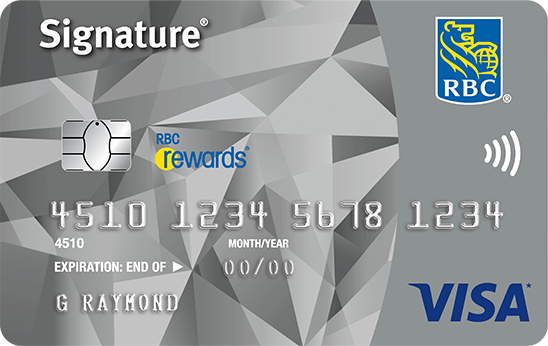 Signature®
RBC®
RBC
rewards®
4510 1234 5678 1234
4510
MONTH/YEAR
EXPIRATION: END OF ► 00/00
G RAYMOND
VISA*